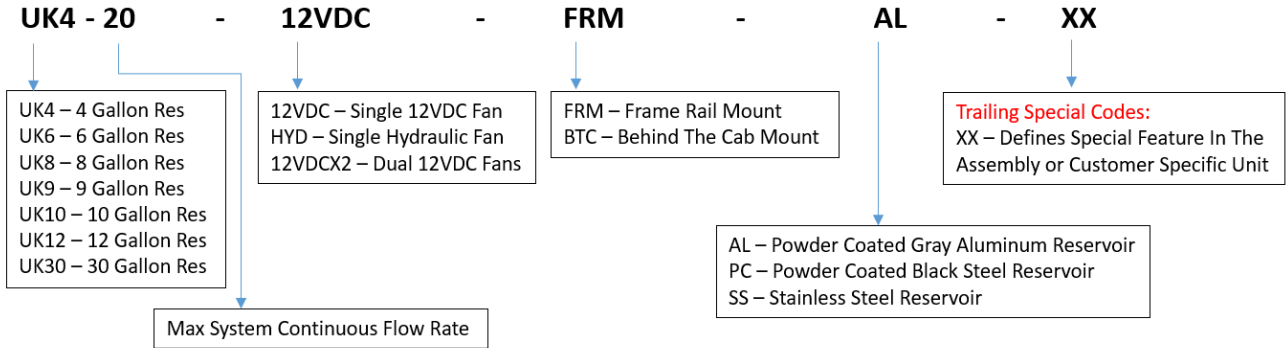 UK4 - 20 - 12VDC - FRM - AL - XX
UK4 – 4 Gallon Res
UK6 – 6 Gallon Res
UK8 – 8 Gallon Res
UK9 – 9 Gallon Res
UK10 – 10 Gallon Res
UK12 – 12 Gallon Res
UK30 – 30 Gallon Res
Max System Continuous Flow Rate
12VDC – Single 12VDC Fan
HYD – Single Hydraulic Fan
12VDCX2 – Dual 12VDC Fans
FRM – Frame Rail Mount
BTC – Behind The Cab Mount
AL – Powder Coated Gray Aluminum Reservoir
PC – Powder Coated Black Steel Reservoir
SS – Stainless Steel Reservoir
Trailing Special Codes:
XX – Defines Special Feature In The
Assembly or Customer Specific Unit